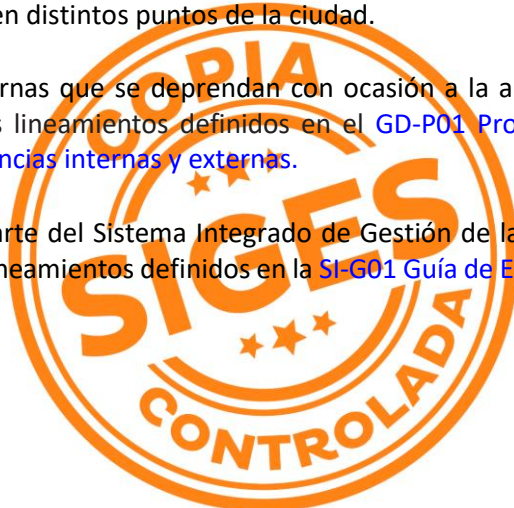 en distintos puntos de la ciudad.
rnas que se deprendan con ocasión a la a
s lineamientos definidos en el GD-P01 Pro
ncias internas y externas.
arte del Sistema Integrado de Gestión de la
neamientos definidos en la SI-G01 Guía de E
COPIA
SIGES
CONTROLADA